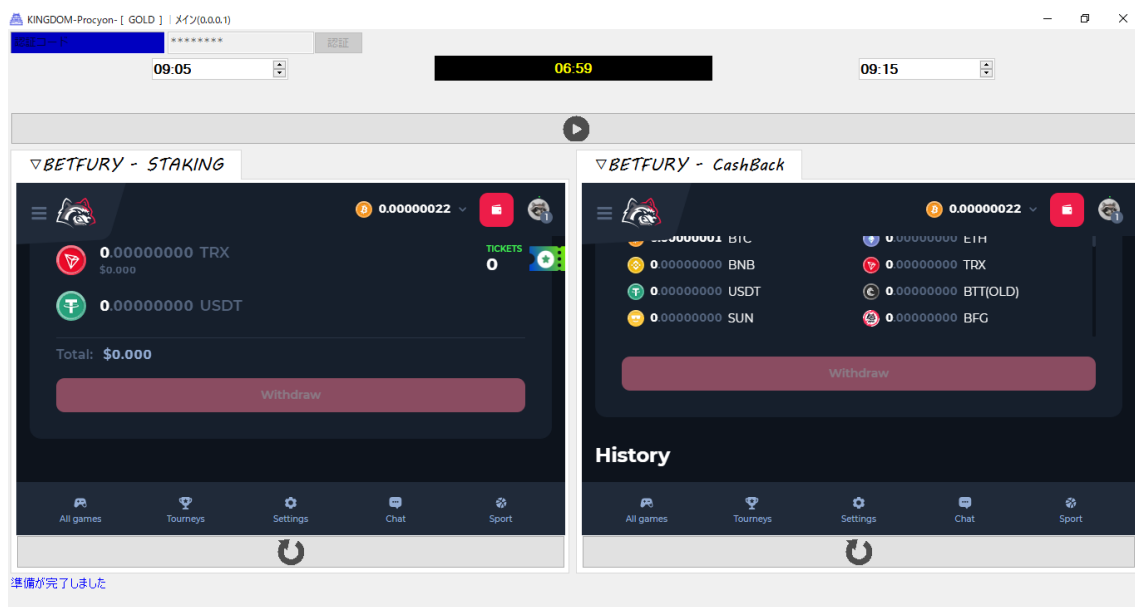 KINGDOM-Procyon- [ GOLD ] | メイン(0.0.0.1)
******** 認証
09:05 06:59 09:15
▽BETFURY - STAKING
0.00000022
0.00000000 TRX
$0.000
TICKETS
0
0.00000000 USDT
Total: $0.000
Withdraw
All games Tourneys Settings Chat Sport
▽BETFURY - CashBack
0.00000022
0.00000001 BTC 0.00000000 ETH
0.00000000 BNB 0.00000000 TRX
0.00000000 USDT 0.00000000 BTT(OLD)
0.00000000 SUN 0.00000000 BFG
Withdraw
History
All games Tourneys Settings Chat Sport
準備が完了しました